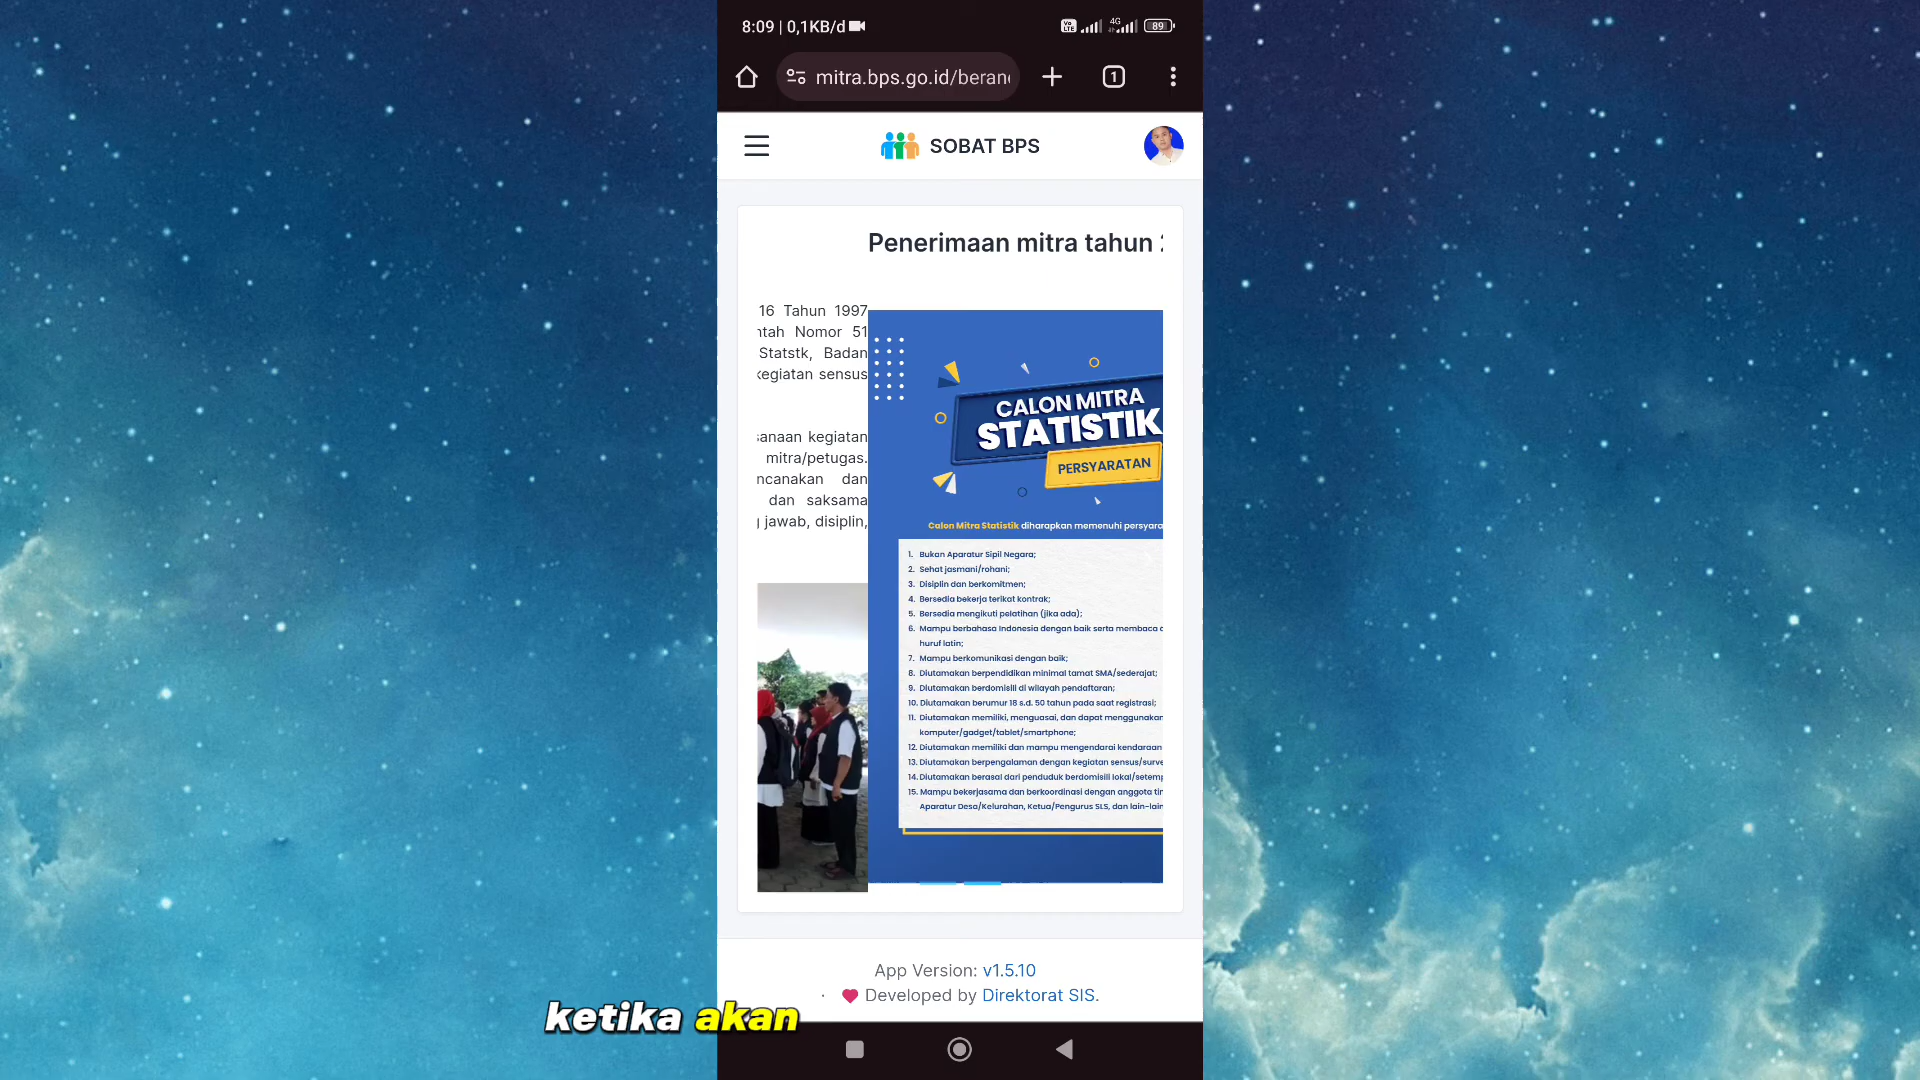 8:09 | 0,1KB/d
Vo LTE 4G 89
mitra.bps.go.id/beran
1
SOBAT BPS
Penerimaan mitra tahun
16 Tahun 1997
ntah Nomor 51
Statstk, Badan
kegiatan sensus
sanaan kegiatan
mitra/petugas.
ncanakan dan
dan saksama
jawab, disiplin,
CALON MITRA
STATISTIK
PERSYARATAN
Calon Mitra Statistik diharapkan memenuhi persyara
1. Bukan Aparatur Sipil Negara;
2. Sehat jasmani/rohani;
3. Disiplin dan berkomitmen;
4. Bersedia bekerja terikat kontrak;
5. Bersedia mengikuti pelatihan (jika ada);
6. Mampu berbahasa Indonesia dengan baik serta membaca
huruf latin;
7. Mampu berkomunikasi dengan baik;
8. Diutamakan berpendidikan minimal tamat SMA/sederajat;
9. Diutamakan berdomisili di wilayah pendaftaran;
10. Diutamakan berumur 18 s.d. 50 tahun pada saat registrasi;
11. Diutamakan memiliki, menguasai, dan dapat menggunakan
komputer/gadget/tablet/smartphone;
12. Diutamakan memiliki dan mampu mengendarai kendaraan
13. Diutamakan berpengalaman dengan kegiatan sensus/surve
14. Diutamakan berasal dari penduduk berdomisili lokal/setemp
15. Mampu bekerjasama dan berkoordinasi dengan anggota tim
Aparatur Desa/Kelurahan, Ketua/Pengurus SLS, dan lain-lain
App Version: v1.5.10
· Developed by Direktorat SIS.
ketika akan